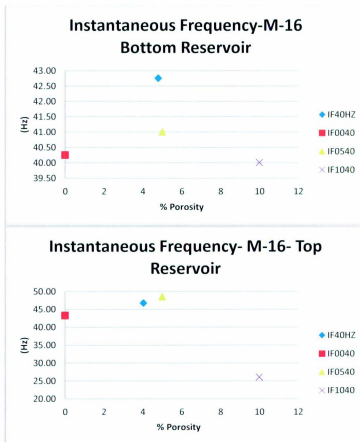 Instantaneous Frequency-M-16
Bottom Reservoir
43.00
42.50
42.00
41.50
41.00
40.50
40.00
39.50
(Hz)
0 2 4 6 8 10 12
% Porosity
IF40HZ
IF0040
IF0540
IF1040
Instantaneous Frequency- M-16- Top
Reservoir
50.00
45.00
40.00
35.00
30.00
25.00
20.00
(Hz)
0 2 4 6 8 10 12
% Porosity
IF40HZ
IF0040
IF0540
IF1040